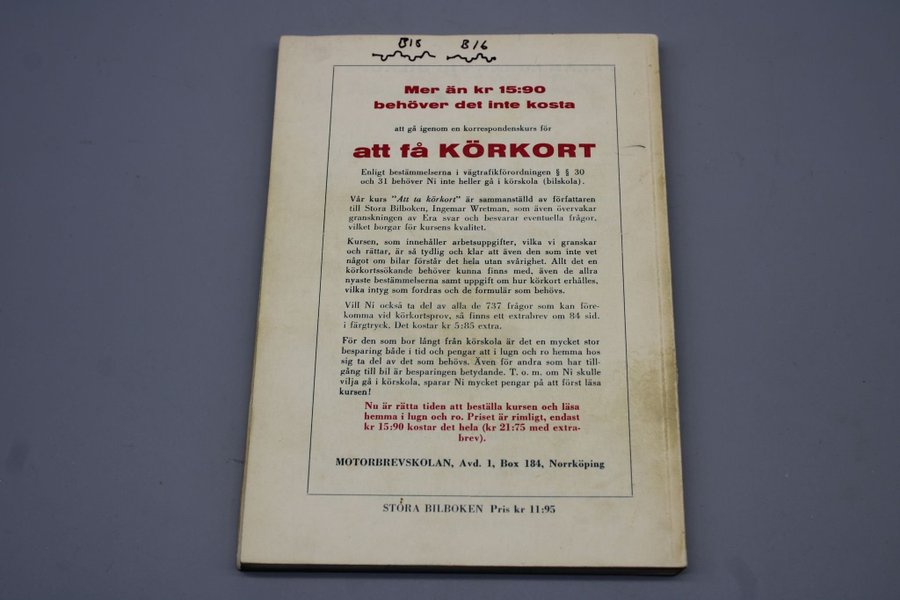 B18 B16
Mer än kr 15:90
behöver det inte kosta
att gå igenom en korrespondenskurs för
att få KÖRKORT
Enligt bestämmelserna i vägtrafikförordningen § § 30
och 31 behöver Ni inte heller gå i körskola (bilskola).
Vår kurs "Att ta körkort" är sammanställd av författaren
till Stora Bilboken, Ingemar Wretman, som även övervakar
granskningen av Era svar och besvarar eventuella frågor,
vilket borgar för kursens kvalitet.
Kursen, som innehåller arbetsuppgifter, vilka vi granskar
och rättar, är så tydlig och klar att även den som inte vet
något om bilar förstår det hela utan svårighet. Allt det en
körkortssökande behöver kunna finns med, även de allra
nyaste bestämmelserna samt uppgift om hur körkort erhålles,
vilka intyg som fordras och de formulär som behövs.
Vill Ni också ta del av alla de 737 frågor som kan före-
komma vid körkortsprov, så finns ett extrabrev om 84 sid.
i färgtryck. Det kostar kr 5:85 extra.
För den som bor långt från körskola är det en mycket stor
besparing både i tid och pengar att i lugn och ro hemma hos
sig ta del av det som behövs. Även för andra som har till-
gång till bil är besparingen betydande. T. o. m. om Ni skulle
vilja gå i körskola, sparar Ni mycket pengar på att först läsa
kursen!
Nu är rätta tiden att beställa kursen och läsa
hemma i lugn och ro. Priset är rimligt, endast
kr 15:90 kostar det hela (kr 21:75 med extra-
brev).
MOTORBREVSKOLAN, Avd. 1, Box 184, Norrköping
STORA BILBOKEN Pris kr 11:95